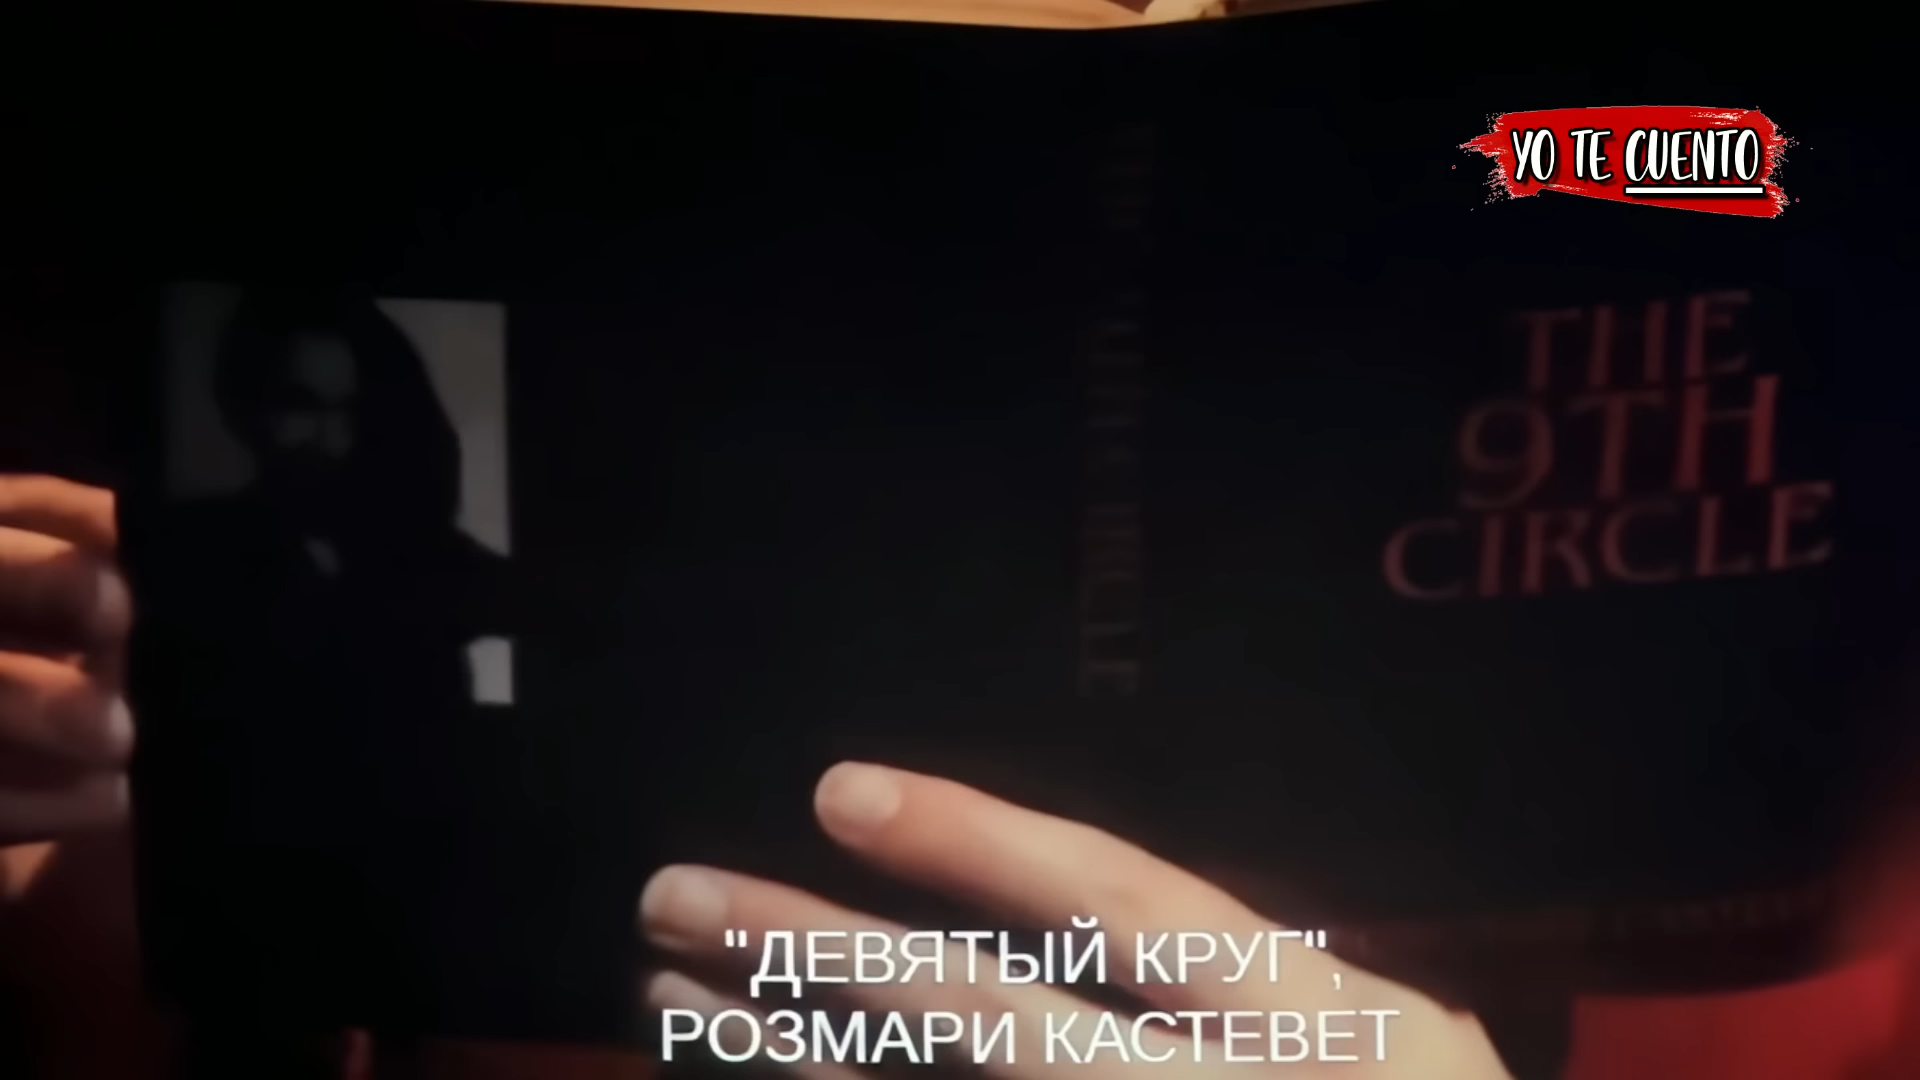 YO TE CUENTO
THE
9TH
CIRCLE
"ДЕВЯТЫЙ КРУГ",
РОЗМАРИ КАСТЕВЕТ